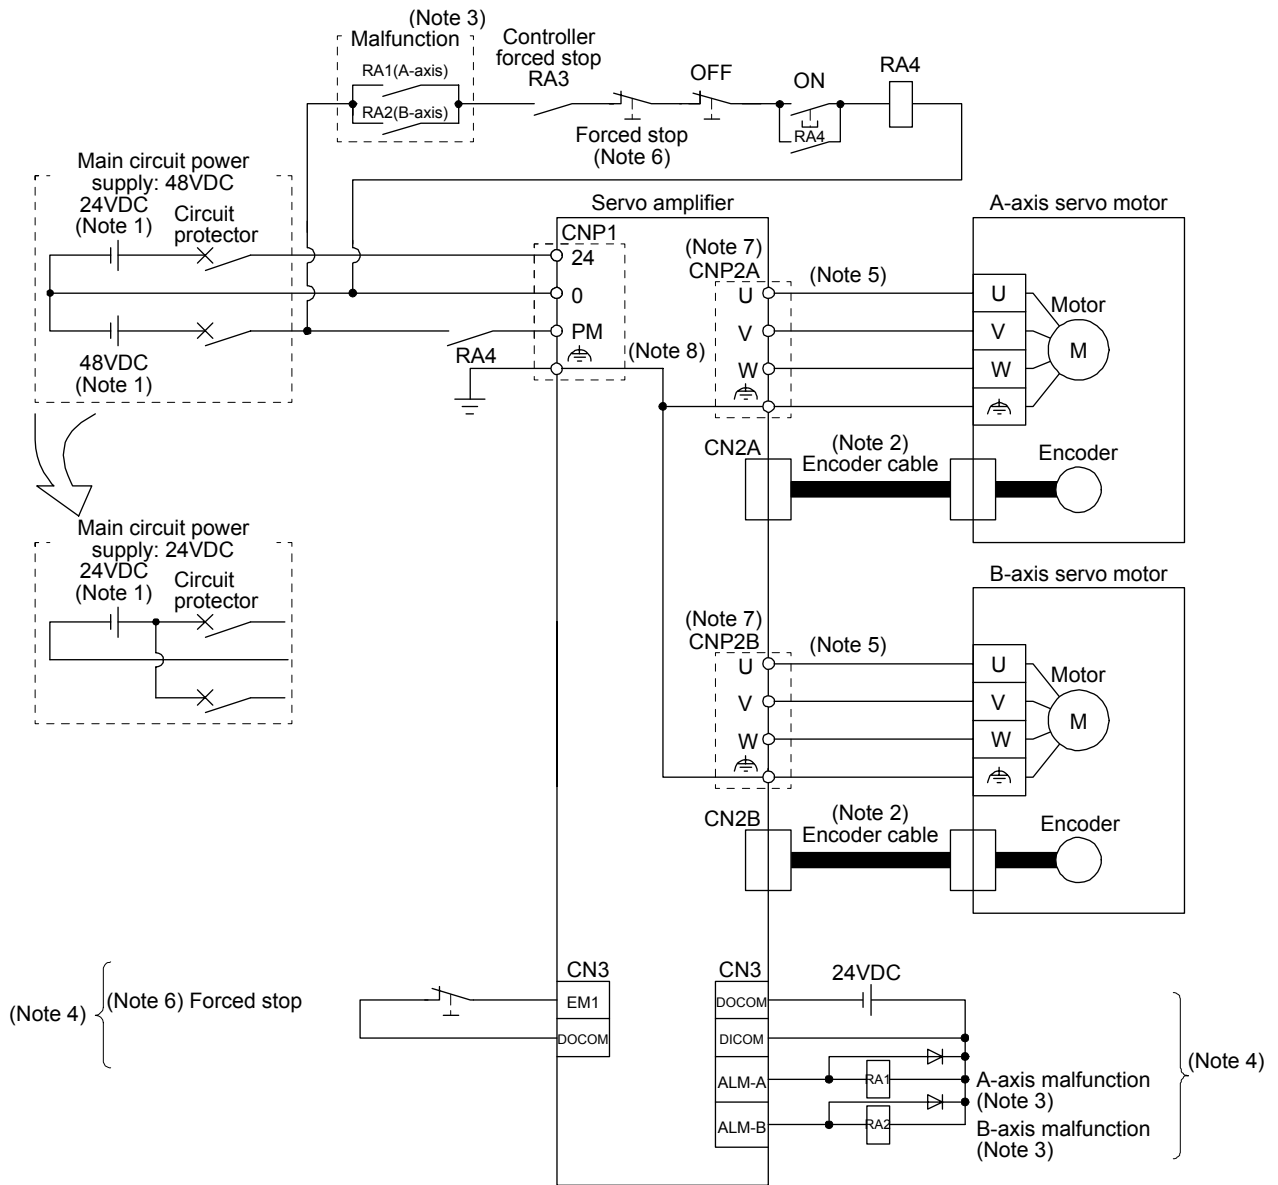 (Note 3)
Malfunction
RA1(A-axis)
RA2(B-axis)
Controller
forced stop
RA3
Forced stop
(Note 6)
OFF
ON
RA4
RA4
Main circuit power
supply: 48VDC
24VDC
(Note 1)
Circuit
protector
48VDC
(Note 1)
RA4
Servo amplifier
CNP1
24
0
PM
(Note 8)
(Note 7)
CNP2A
U
V
W
(Note 5)
A-axis servo motor
U
V
W
Motor
M
CN2A
(Note 2)
Encoder cable
Encoder
Main circuit power
supply: 24VDC
24VDC
(Note 1)
Circuit
protector
(Note 7)
CNP2B
U
V
W
(Note 5)
B-axis servo motor
U
V
W
Motor
M
CN2B
(Note 2)
Encoder cable
Encoder
(Note 4)
(Note 6) Forced stop
CN3
EM1
DOCOM
CN3
DOCOM
DICOM
ALM-A
ALM-B
24VDC
RA1
RA2
A-axis malfunction
(Note 3)
B-axis malfunction
(Note 3)
(Note 4)